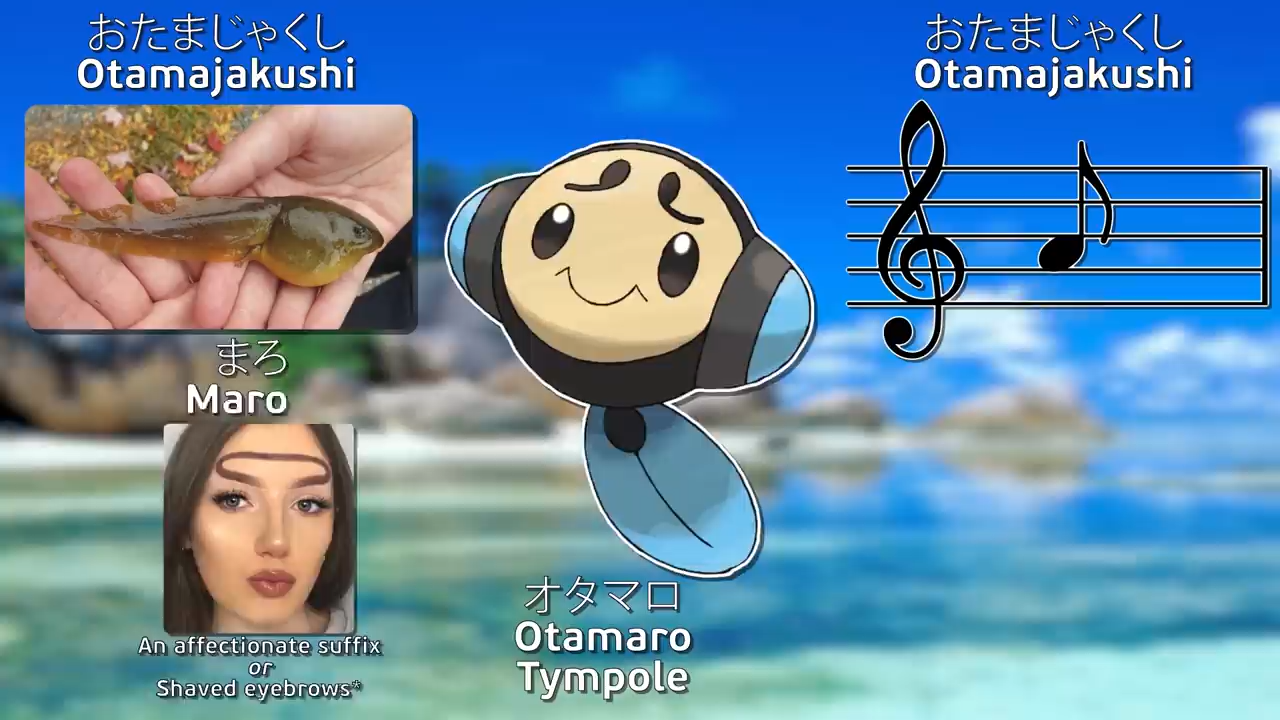 おたまじゃくし
Otamajakushi
まろ
Maro
An affectionate suffix
or
Shaved eyebrows*
オタマロ
Otamaro
Tympole
おたまじゃくし
Otamajakushi